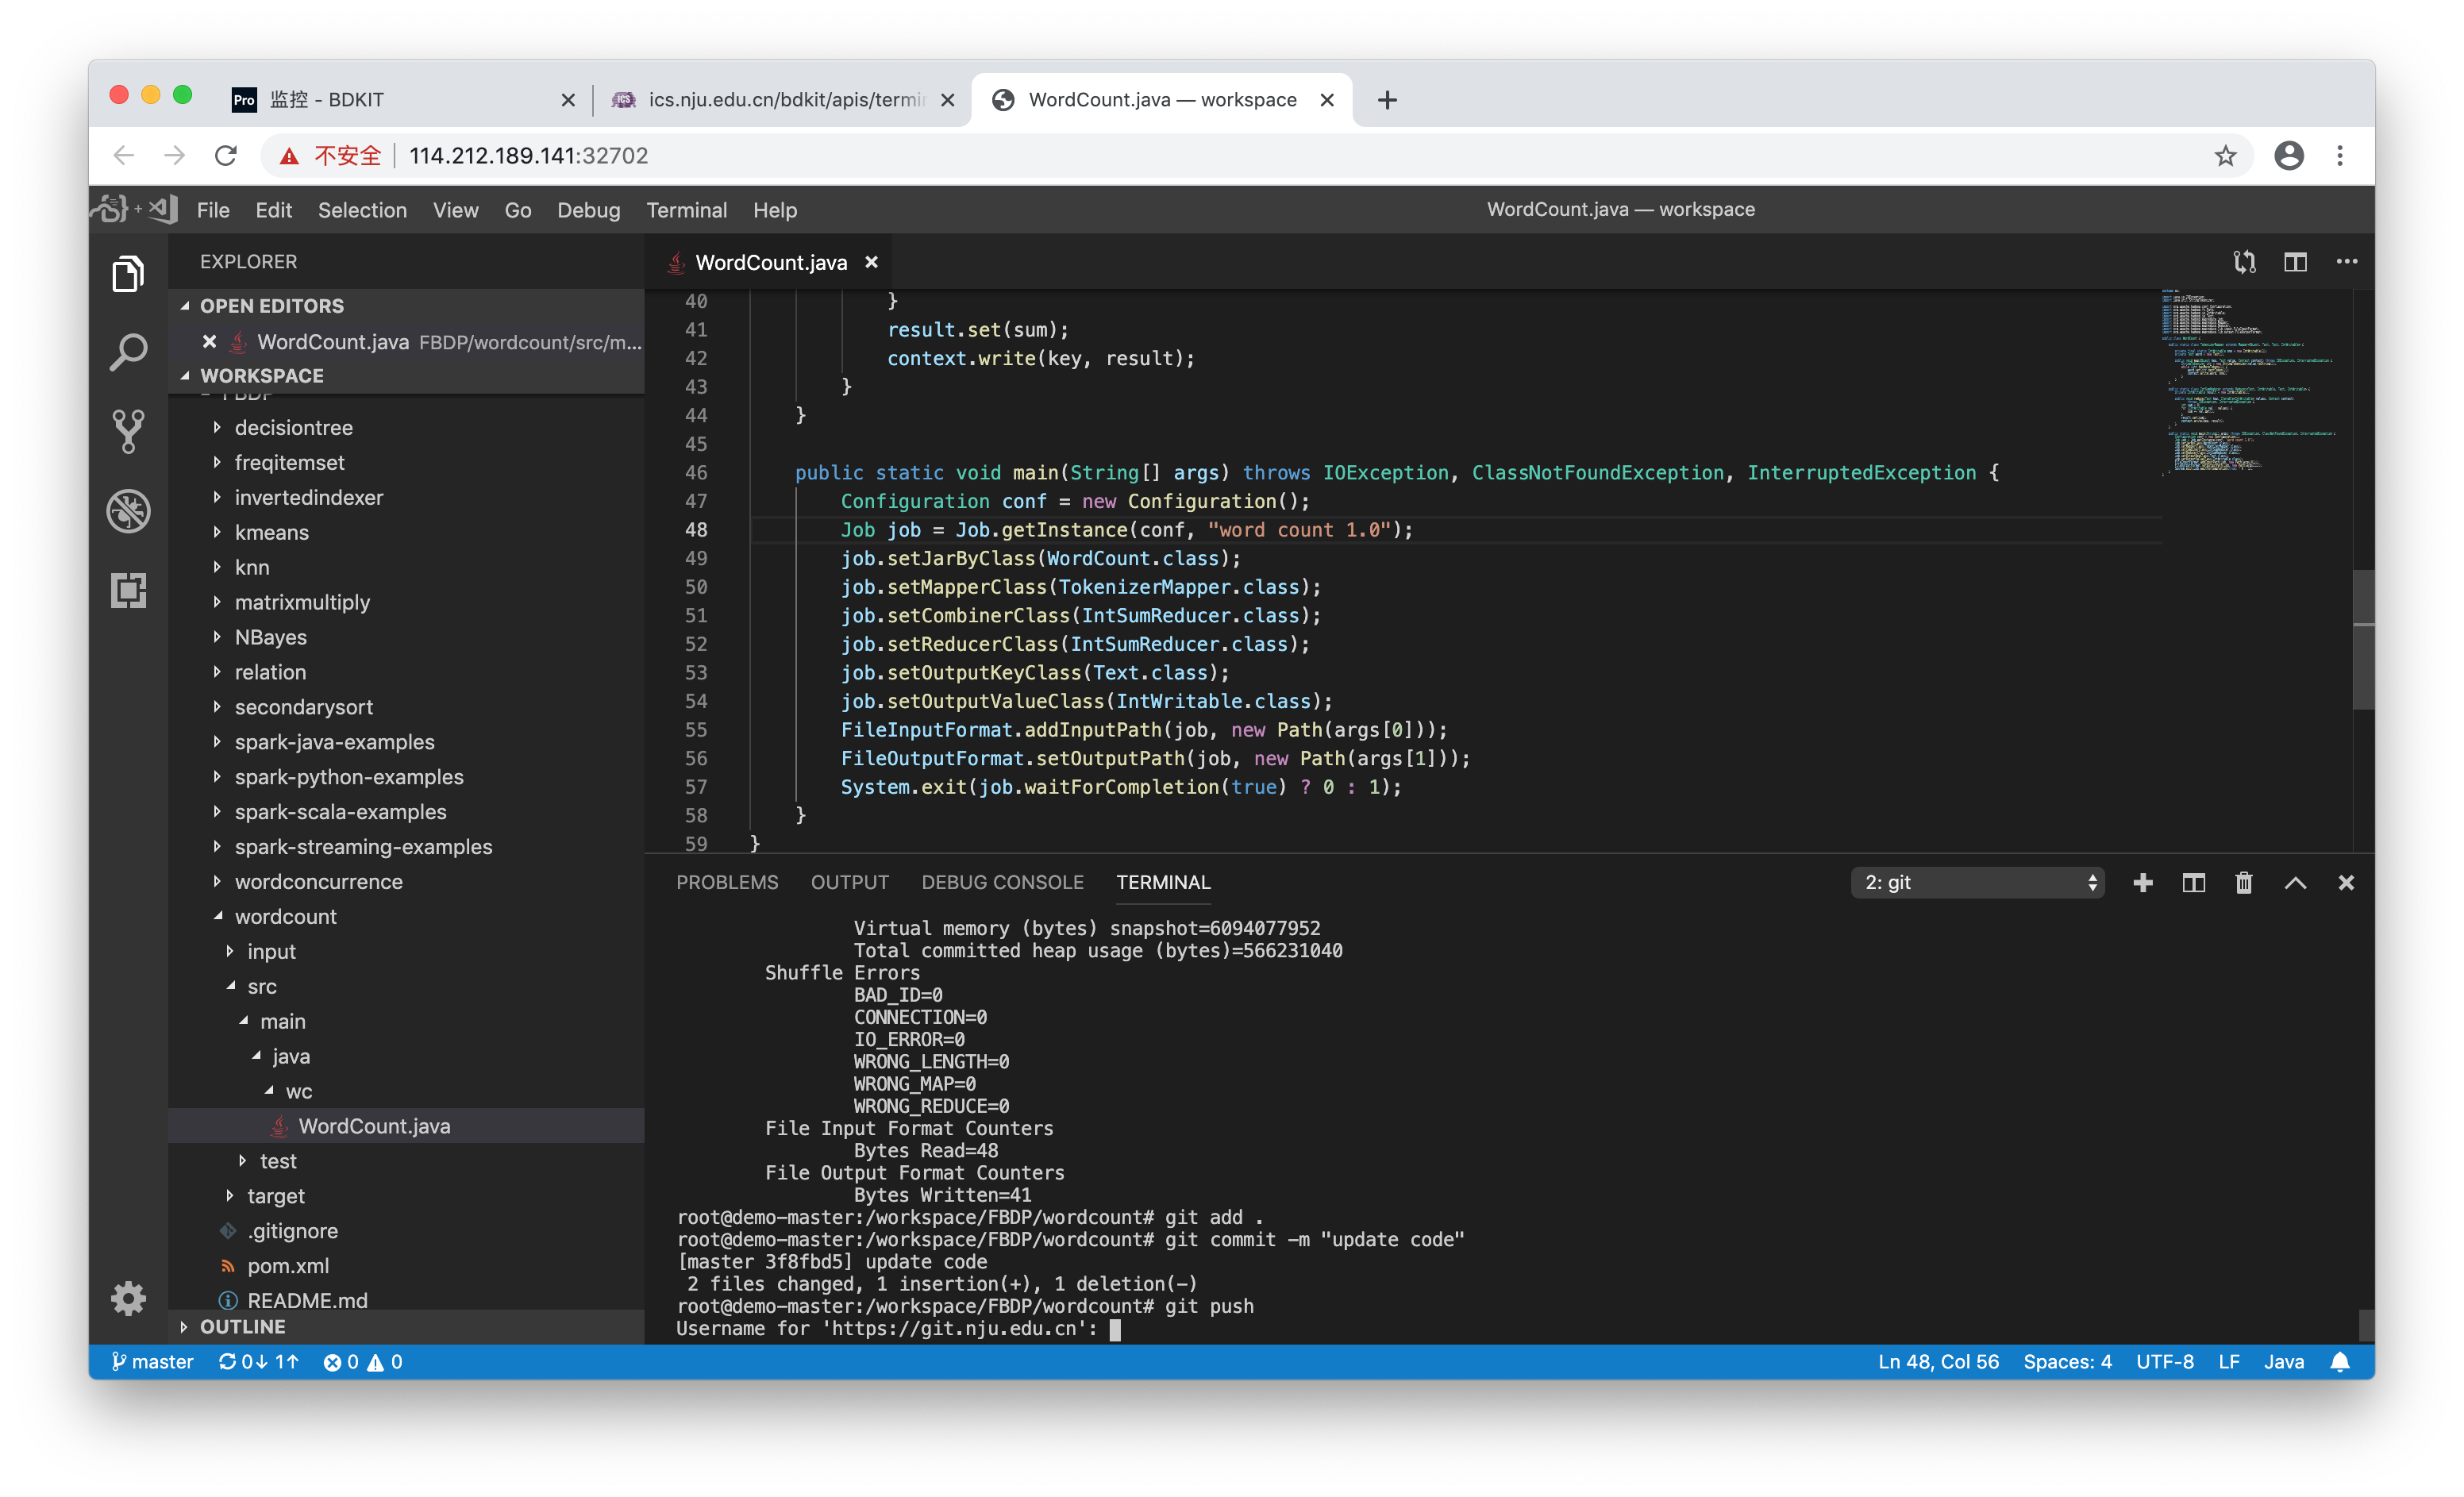 Pro 监控 - BDKIT
ICS ics.nju.edu.cn/bdkit/apis/termi
WordCount.java — workspace
不安全 114.212.189.141:32702
File Edit Selection View Go Debug Terminal Help
WordCount.java — workspace
EXPLORER
OPEN EDITORS
WordCount.java FBDP/wordcount/src/m...
WORKSPACE
FBDP
decisiontree
freqitemset
invertedindexer
kmeans
knn
matrixmultiply
NBayes
relation
secondarysort
spark-java-examples
spark-python-examples
spark-scala-examples
spark-streaming-examples
wordconcurrence
wordcount
input
src
main
java
wc
WordCount.java
test
target
.gitignore
pom.xml
README.md
OUTLINE
WordCount.java
40 }
41 result.set(sum);
42 context.write(key, result);
43 }
44 }
45
46 public static void main(String[] args) throws IOException, ClassNotFoundException, InterruptedException {
47 Configuration conf = new Configuration();
48 Job job = Job.getInstance(conf, "word count 1.0");
49 job.setJarByClass(WordCount.class);
50 job.setMapperClass(TokenizerMapper.class);
51 job.setCombinerClass(IntSumReducer.class);
52 job.setReducerClass(IntSumReducer.class);
53 job.setOutputKeyClass(Text.class);
54 job.setOutputValueClass(IntWritable.class);
55 FileInputFormat.addInputPath(job, new Path(args[0]));
56 FileOutputFormat.setOutputPath(job, new Path(args[1]));
57 System.exit(job.waitForCompletion(true) ? 0 : 1);
58 }
59 }
PROBLEMS OUTPUT DEBUG CONSOLE TERMINAL 2: git
Virtual memory (bytes) snapshot=6094077952
Total committed heap usage (bytes)=566231040
Shuffle Errors
BAD_ID=0
CONNECTION=0
IO_ERROR=0
WRONG_LENGTH=0
WRONG_MAP=0
WRONG_REDUCE=0
File Input Format Counters
Bytes Read=48
File Output Format Counters
Bytes Written=41
root@demo-master:/workspace/FBDP/wordcount# git add .
root@demo-master:/workspace/FBDP/wordcount# git commit -m "update code"
[master 3f8fbd5] update code
2 files changed, 1 insertion(+), 1 deletion(-)
root@demo-master:/workspace/FBDP/wordcount# git push
Username for 'https://git.nju.edu.cn':
master 0↓ 1↑ 0 0
Ln 48, Col 56 Spaces: 4 UTF-8 LF Java